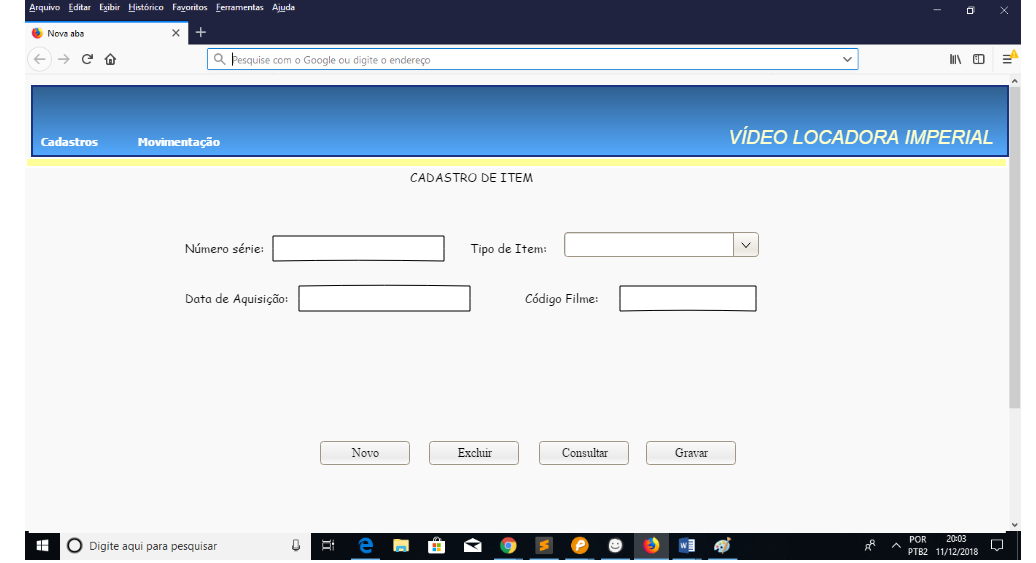 Arquivo Editar Exibir Histórico Favoritos Ferramentas Ajuda
Nova aba
Pesquise com o Google ou digite o endereço
Cadastros Movimentação VÍDEO LOCADORA IMPERIAL
CADASTRO DE ITEM
Número série: Tipo de Item:
Data de Aquisição: Código Filme:
Novo Excluir Consultar Gravar
Digite aqui para pesquisar
POR 20:03
PTB2 11/12/2018